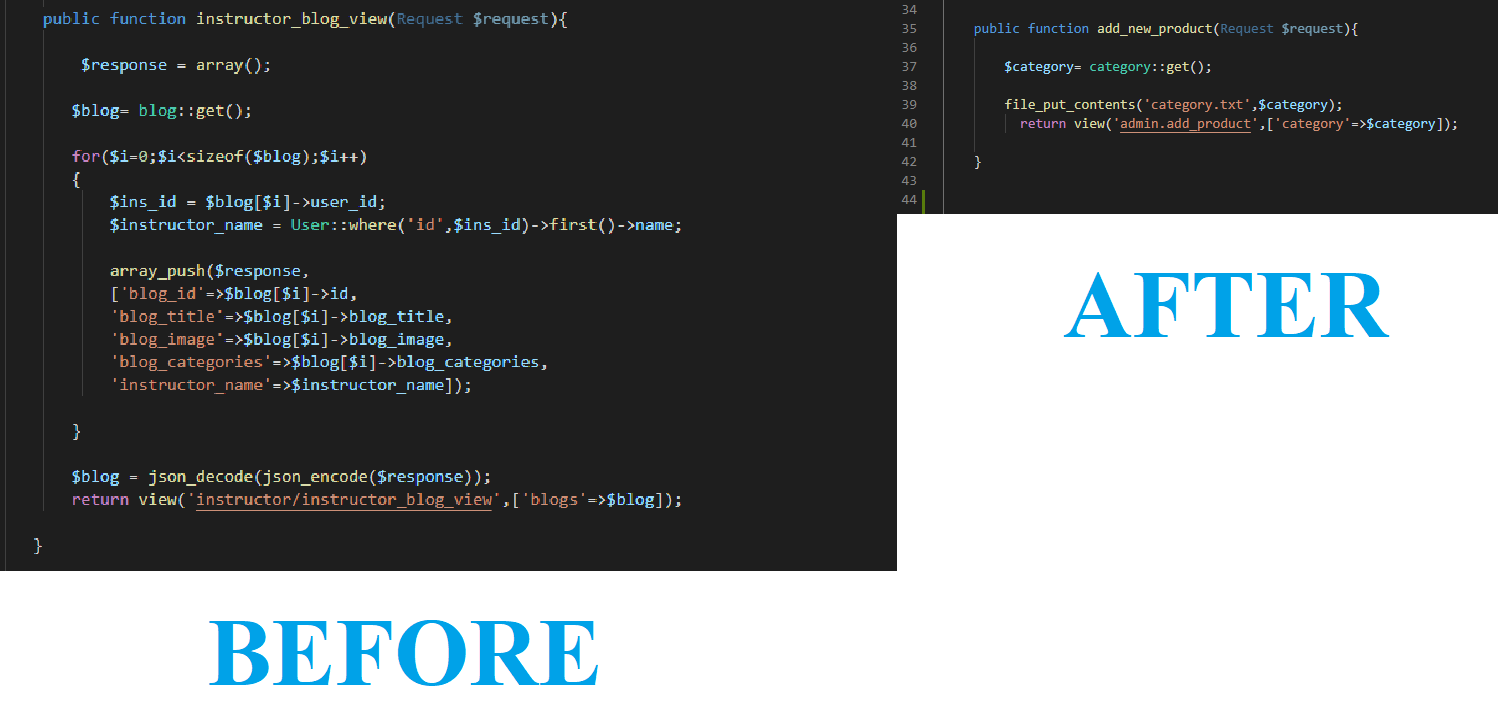 public function instructor_blog_view(Request $request){
$response = array();
$blog= blog::get();
for($i=0;$i<sizeof($blog);$i++)
{
$ins_id = $blog[$i]->user_id;
$instructor_name = User::where('id',$ins_id)->first()->name;
array_push($response,
['blog_id'=>$blog[$i]->id,
'blog_title'=>$blog[$i]->blog_title,
'blog_image'=>$blog[$i]->blog_image,
'blog_categories'=>$blog[$i]->blog_categories,
'instructor_name'=>$instructor_name]);
}
$blog = json_decode(json_encode($response));
return view('instructor/instructor_blog_view',['blogs'=>$blog]);
}
BEFORE
34
35 public function add_new_product(Request $request){
36
37 $category= category::get();
38
39 file_put_contents('category.txt',$category);
40 return view('admin.add_product',['category'=>$category]);
41
42 }
43
44
AFTER